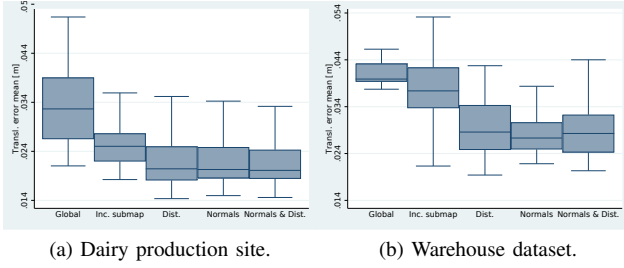 Transl. error mean [m]
.014 .024 .034 .044 .05
Global Inc. submap Dist. Normals Normals & Dist.
Transl. error mean [m]
.014 .024 .034 .044 .054
Global Inc. submap Dist. Normals Normals & Dist.
(a) Dairy production site.
(b) Warehouse dataset.